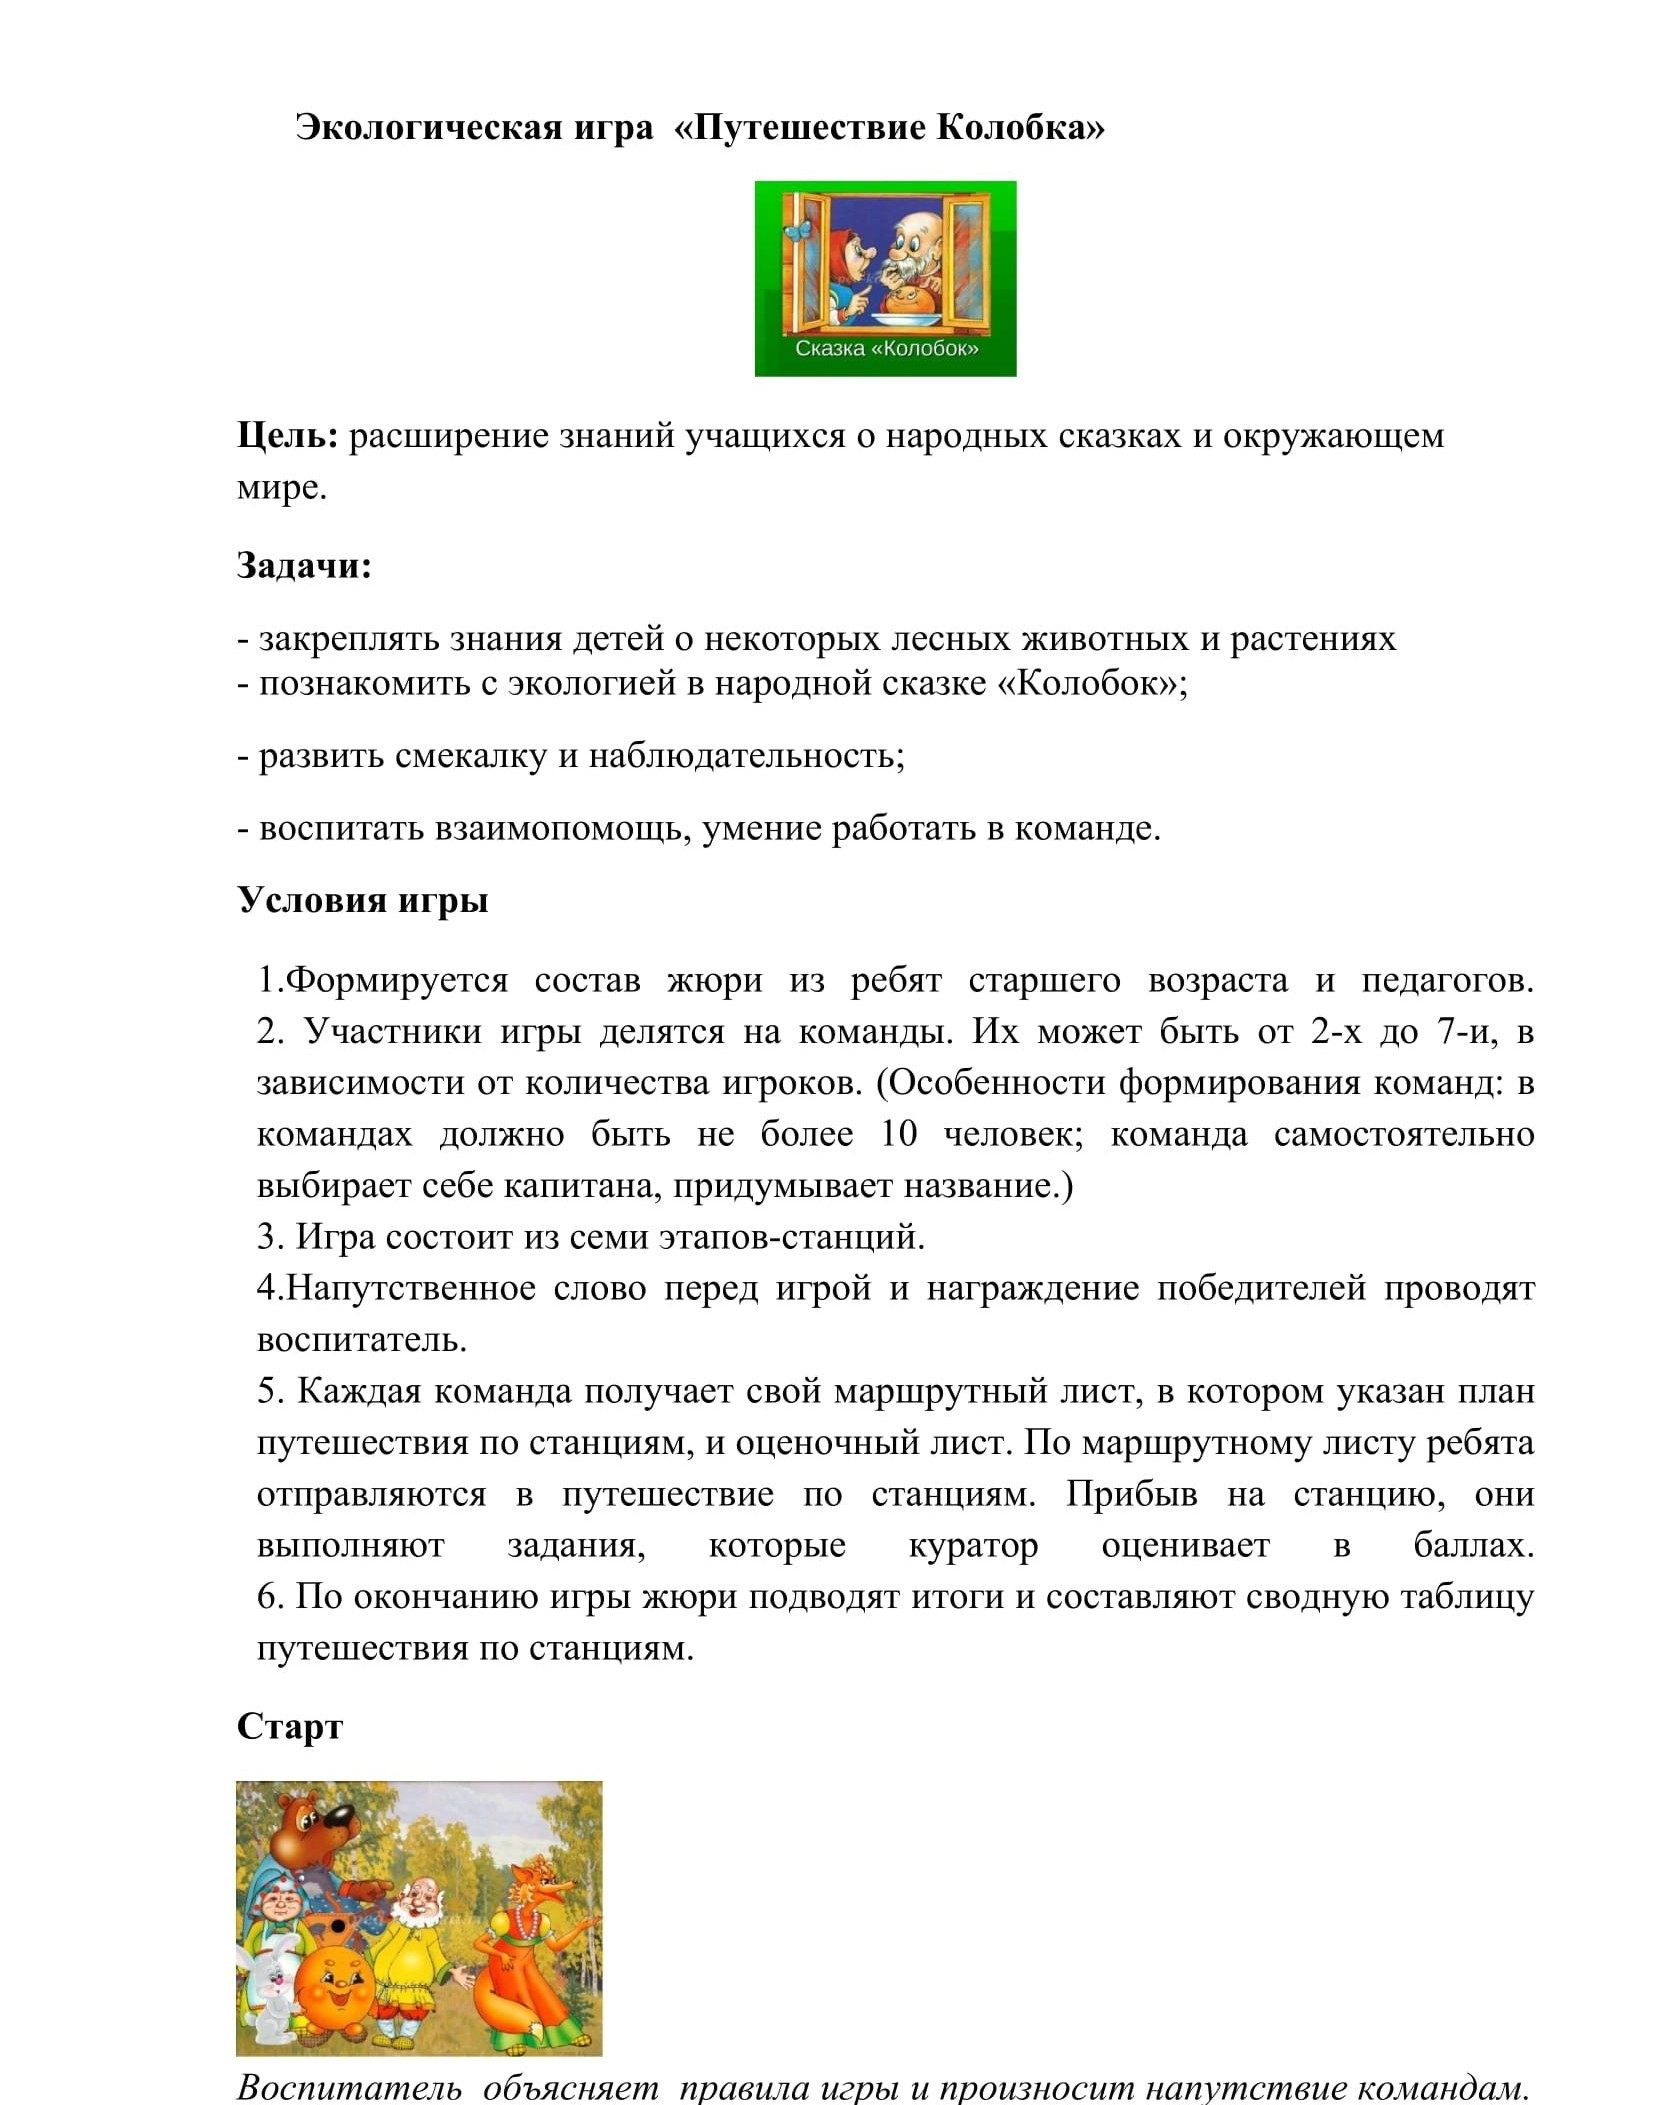 Экологическая игра «Путешествие Колобка»
Сказка «Колобок»
Цель: расширение знаний учащихся о народных сказках и окружающем
мире.
Задачи:
- закреплять знания детей о некоторых лесных животных и растениях
- познакомить с экологией в народной сказке «Колобок»;
- развить смекалку и наблюдательность;
- воспитать взаимопомощь, умение работать в команде.
Условия игры
1.Формируется состав жюри из ребят старшего возраста и педагогов.
2. Участники игры делятся на команды. Их может быть от 2-х до 7-и, в
зависимости от количества игроков. (Особенности формирования команд: в
командах должно быть не более 10 человек; команда самостоятельно
выбирает себе капитана, придумывает название.)
3. Игра состоит из семи этапов-станций.
4.Напутственное слово перед игрой и награждение победителей проводят
воспитатель.
5. Каждая команда получает свой маршрутный лист, в котором указан план
путешествия по станциям, и оценочный лист. По маршрутному листу ребята
отправляются в путешествие по станциям. Прибыв на станцию, они
выполняют задания, которые куратор оценивает в баллах.
6. По окончанию игры жюри подводят итоги и составляют сводную таблицу
путешествия по станциям.
Старт
Воспитатель объясняет правила игры и произносит напутствие командам.